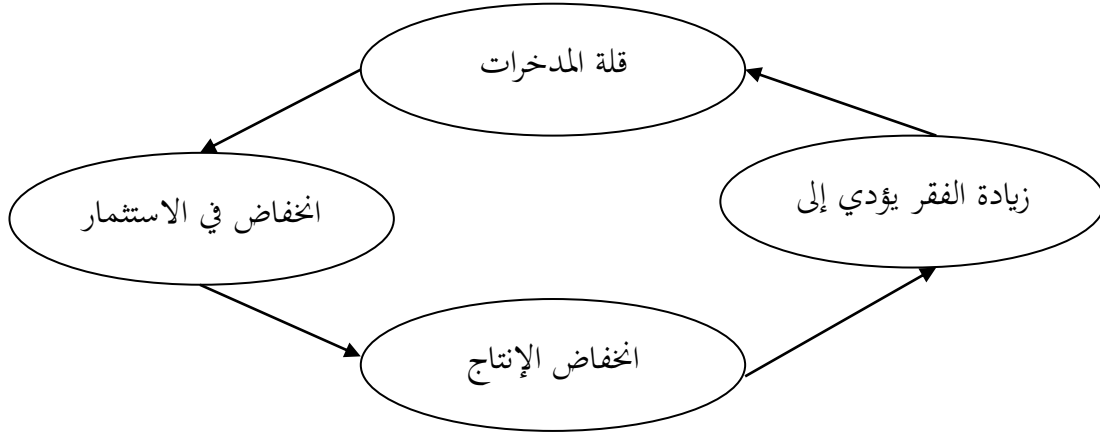 قلة المدخرات
زيادة الفقر يؤدي إلى
انخفاض في الاستثمار
انخفاض الإنتاج